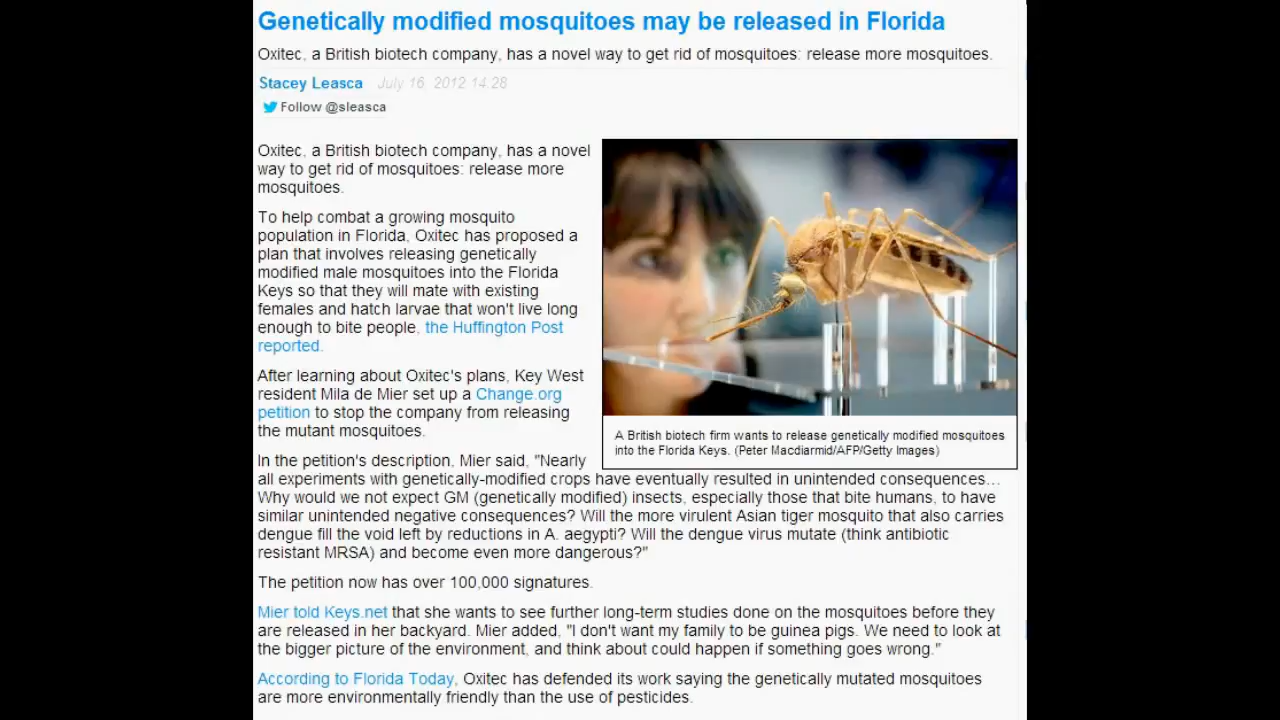 Genetically modified mosquitoes may be released in Florida
Oxitec, a British biotech company, has a novel way to get rid of mosquitoes: release more mosquitoes.
Stacey Leasca July 16, 2012 14:28
Follow @sleasca
Oxitec, a British biotech company, has a novel
way to get rid of mosquitoes: release more
mosquitoes.
To help combat a growing mosquito
population in Florida, Oxitec has proposed a
plan that involves releasing genetically
modified male mosquitoes into the Florida
Keys so that they will mate with existing
females and hatch larvae that won't live long
enough to bite people, the Huffington Post
reported.
After learning about Oxitec's plans, Key West
resident Mila de Mier set up a Change.org
petition to stop the company from releasing
the mutant mosquitoes.
A British biotech firm wants to release genetically modified mosquitoes
into the Florida Keys. (Peter Macdiarmid/AFP/Getty Images)
In the petition's description, Mier said, "Nearly
all experiments with genetically-modified crops have eventually resulted in unintended consequences...
Why would we not expect GM (genetically modified) insects, especially those that bite humans, to have
similar unintended negative consequences? Will the more virulent Asian tiger mosquito that also carries
dengue fill the void left by reductions in A. aegypti? Will the dengue virus mutate (think antibiotic
resistant MRSA) and become even more dangerous?"
The petition now has over 100,000 signatures.
Mier told Keys.net that she wants to see further long-term studies done on the mosquitoes before they
are released in her backyard. Mier added, "I don't want my family to be guinea pigs. We need to look at
the bigger picture of the environment, and think about could happen if something goes wrong."
According to Florida Today, Oxitec has defended its work saying the genetically mutated mosquitoes
are more environmentally friendly than the use of pesticides.